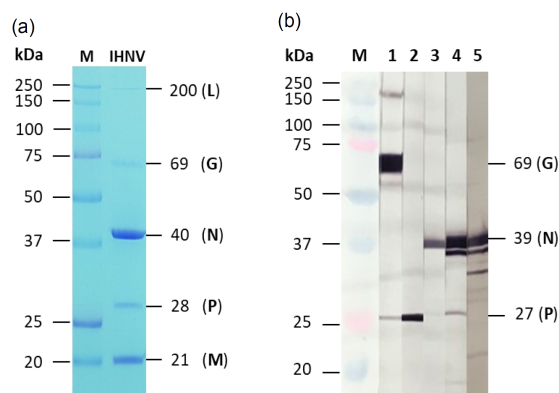 (a)
kDa M IHNV
250
150
100
75
50
37
25
20
200 (L)
69 (G)
40 (N)
28 (P)
21 (M)
(b)
kDa M 1 2 3 4 5
250
150
100
75
50
37
25
20
69 (G)
39 (N)
27 (P)